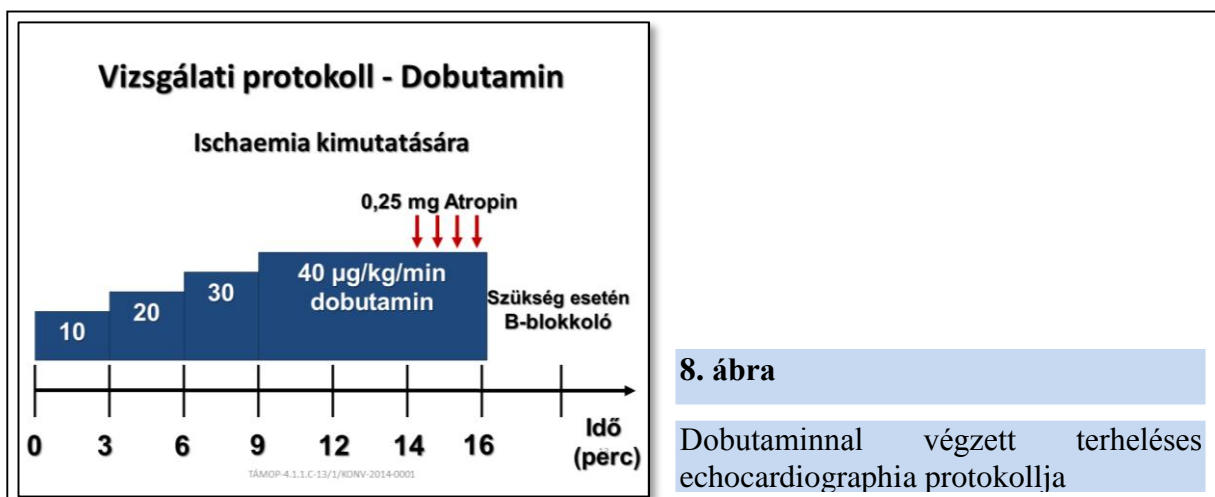 Vizsgálati protokoll - Dobutamin
Ischaemia kimutatására
0,25 mg Atropin
10
20
30
40 µg/kg/min
dobutamin
Szükség esetén
B-blokkoló
0 3 6 9 12 14 16
Idő
(perc)
TÁMOP-4.1.1.C-13/1/KONV-2014-0001
8. ábra
Dobutaminnal végzett terheléses
echocardiographia protokollja